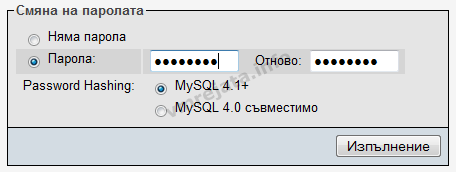 Смяна на паролата
Няма парола
Парола: ●●●●●●●● Отново: ●●●●●●●●
Password Hashing: MySQL 4.1+
MySQL 4.0 съвместимо
Изпълнение